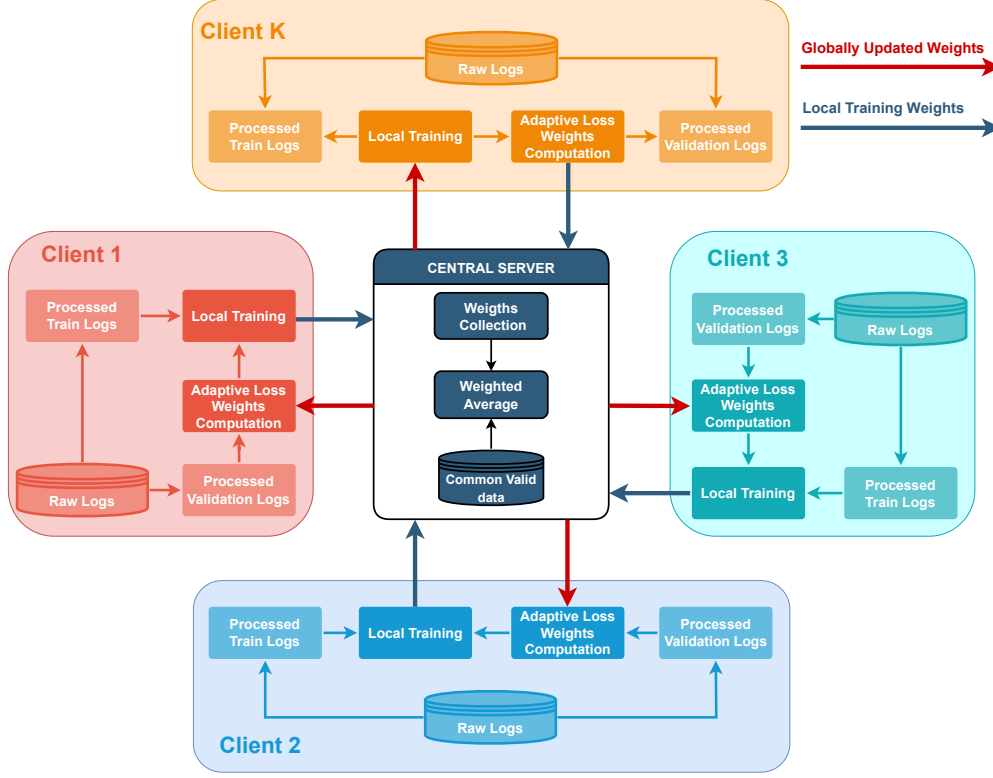 Client K
Raw Logs
Processed
Train Logs
Local Training
Adaptive Loss
Weights
Computation
Processed
Validation Logs
Globally Updated Weights
Local Training Weights
Client 1
Processed
Train Logs
Local Training
Adaptive Loss
Weights
Computation
Raw Logs
Processed
Validation Logs
CENTRAL SERVER
Weigths
Collection
Weighted
Average
Common Valid
data
Client 3
Processed
Validation Logs
Raw Logs
Adaptive Loss
Weights
Computation
Local Training
Processed
Train Logs
Processed
Train Logs
Local Training
Adaptive Loss
Weights
Computation
Processed
Validation Logs
Raw Logs
Client 2